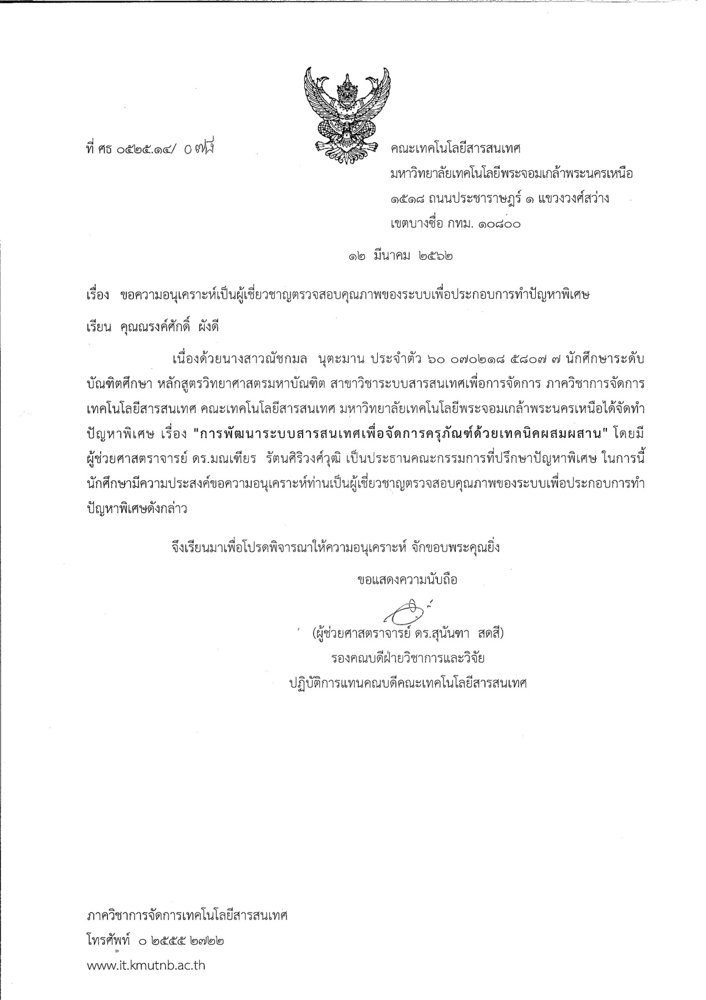 ที่ ศธ ๐๕๒๕.๑๔/ ๐๗๘
คณะเทคโนโลยีสารสนเทศ
มหาวิทยาลัยเทคโนโลยีพระจอมเกล้าพระนครเหนือ
๑๕๑๘ ถนนประชาราษฎร์ ๑ แขวงวงศ์สว่าง
เขตบางซื่อ กทม. ๑๐๘๐๐
๑๒ มีนาคม ๒๕๖๒
เรื่อง ขอความอนุเคราะห์เป็นผู้เชี่ยวชาญตรวจสอบคุณภาพของระบบเพื่อประกอบการทำปัญหาพิเศษ
เรียน คุณณรงค์ศักดิ์ ผังดี
เนื่องด้วยนางสาวณัชกมล นุตะมาน ประจำตัว ๖๐ ๐๗๐๒๑๘ ๕๘๐๗ ๗ นักศึกษาระดับ
บัณฑิตศึกษา หลักสูตรวิทยาศาสตรมหาบัณฑิต สาขาวิชาระบบสารสนเทศเพื่อการจัดการ ภาควิชาการจัดการ
เทคโนโลยีสารสนเทศ คณะเทคโนโลยีสารสนเทศ มหาวิทยาลัยเทคโนโลยีพระจอมเกล้าพระนครเหนือได้จัดทำ
ปัญหาพิเศษ เรื่อง "การพัฒนาระบบสารสนเทศเพื่อจัดการครุภัณฑ์ด้วยเทคนิคผสมผสาน" โดยมี
ผู้ช่วยศาสตราจารย์ ดร.มณเฑียร รัตนศิริวงศ์วุฒิ เป็นประธานคณะกรรมการที่ปรึกษาปัญหาพิเศษ ในการนี้
นักศึกษามีความประสงค์ขอความอนุเคราะห์ท่านเป็นผู้เชี่ยวชาญตรวจสอบคุณภาพของระบบเพื่อประกอบการทำ
ปัญหาพิเศษดังกล่าว
จึงเรียนมาเพื่อโปรดพิจารณาให้ความอนุเคราะห์ จักขอบพระคุณยิ่ง
ขอแสดงความนับถือ
(ผู้ช่วยศาสตราจารย์ ดร.สุนันฑา สดสี)
รองคณบดีฝ่ายวิชาการและวิจัย
ปฏิบัติการแทนคณบดีคณะเทคโนโลยีสารสนเทศ
ภาควิชาการจัดการเทคโนโลยีสารสนเทศ
โทรศัพท์ ๐ ๒๕๕๕ ๒๗๒๒
www.it.kmutnb.ac.th